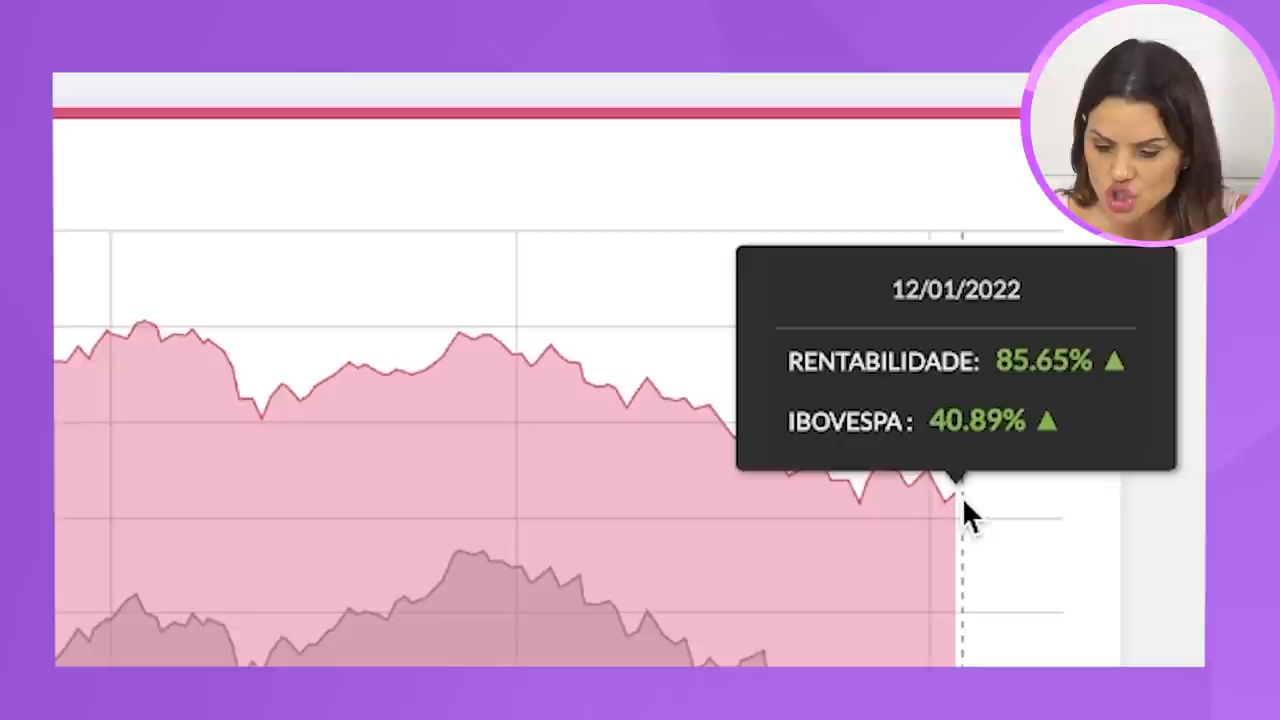 12/01/2022
RENTABILIDADE: 85.65% ▲
IBOVESPA: 40.89% ▲